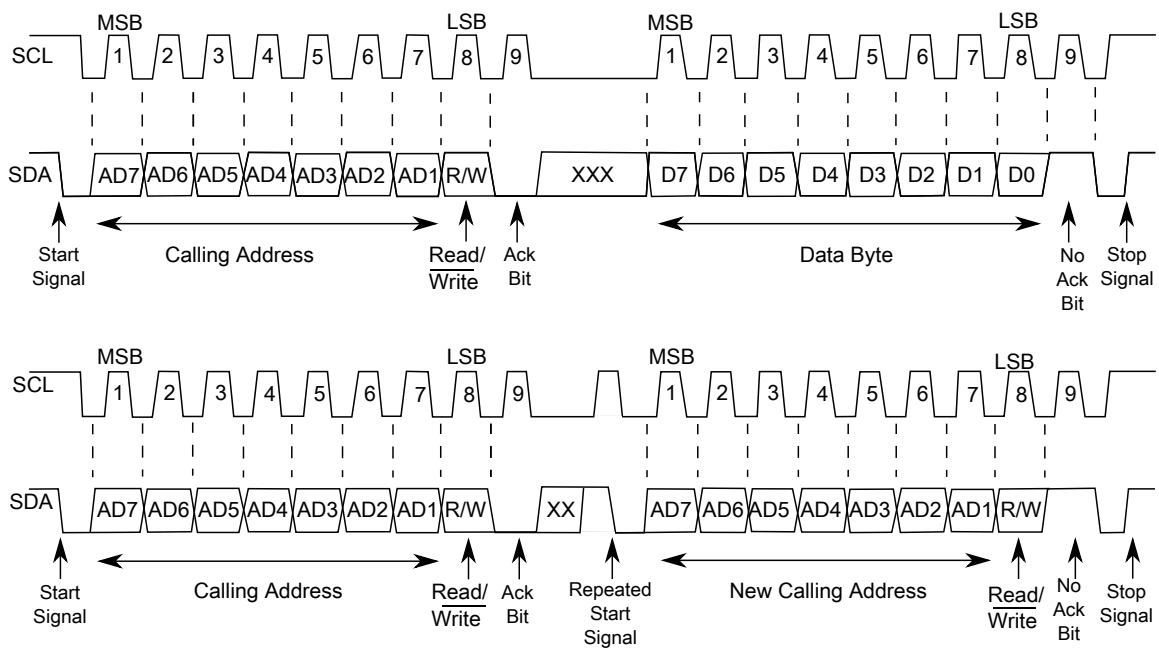 MSB LSB MSB LSB
SCL 1 2 3 4 5 6 7 8 9 1 2 3 4 5 6 7 8 9
SDA AD7 AD6 AD5 AD4 AD3 AD2 AD1 R/W XXX D7 D6 D5 D4 D3 D2 D1 D0
Start Signal
Calling Address
Read/
Write
Ack
Bit
Data Byte
No
Ack
Bit
Stop
Signal
MSB LSB MSB LSB
SCL 1 2 3 4 5 6 7 8 9 1 2 3 4 5 6 7 8 9
SDA AD7 AD6 AD5 AD4 AD3 AD2 AD1 R/W XX AD7 AD6 AD5 AD4 AD3 AD2 AD1 R/W
Start
Signal
Calling Address
Read/
Write
Ack
Bit
Repeated
Start
Signal
New Calling Address
Read/
Write
No
Ack
Bit
Stop
Signal